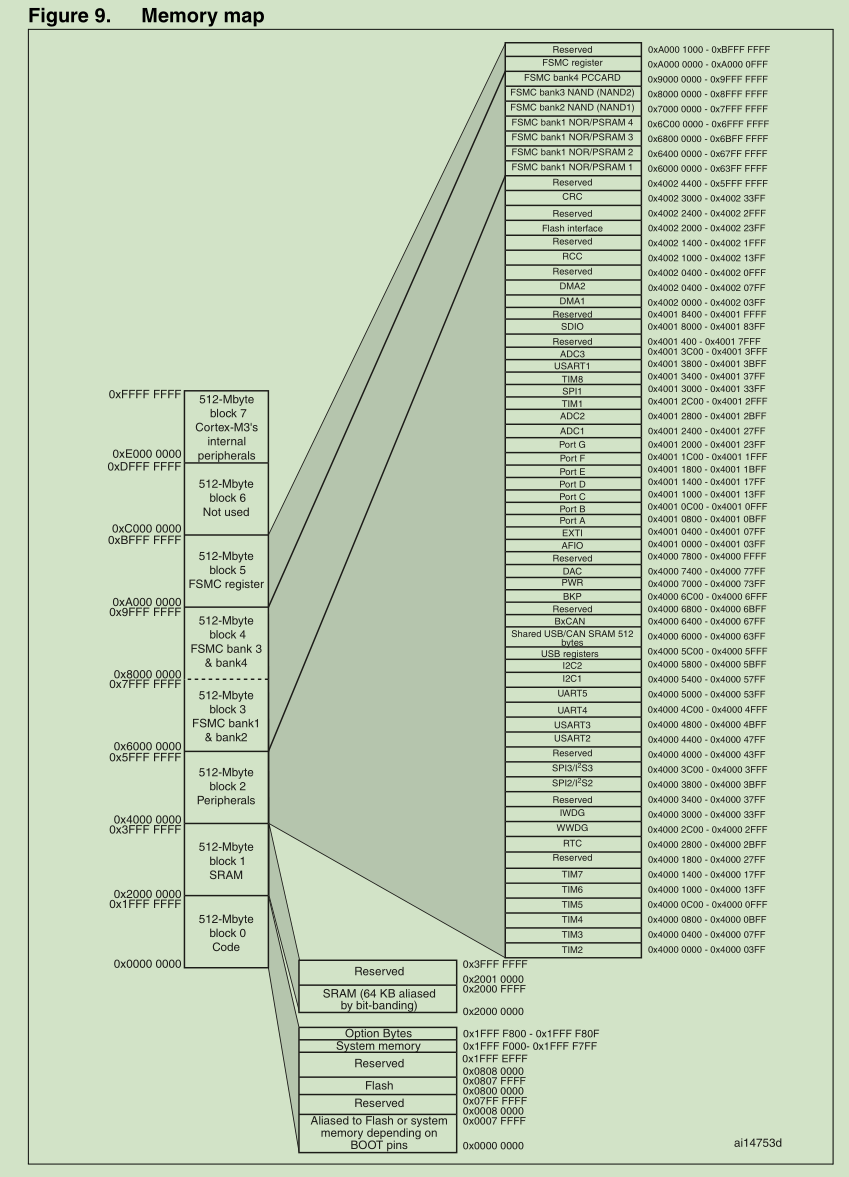 Figure 9. Memory map
Reserved 0xA000 1000 - 0xBFFF FFFF
FSMC register 0xA000 0000 - 0xA000 0FFF
FSMC bank4 PCCARD 0x9000 0000 - 0x9FFF FFFF
FSMC bank3 NAND (NAND2) 0x8000 0000 - 0x8FFF FFFF
FSMC bank2 NAND (NAND1) 0x7000 0000 - 0x7FFF FFFF
FSMC bank1 NOR/PSRAM 4 0x6C00 0000 - 0x6FFF FFFF
FSMC bank1 NOR/PSRAM 3 0x6800 0000 - 0x6BFF FFFF
FSMC bank1 NOR/PSRAM 2 0x6400 0000 - 0x67FF FFFF
FSMC bank1 NOR/PSRAM 1 0x6000 0000 - 0x63FF FFFF
Reserved 0x4002 4400 - 0x5FFF FFFF
CRC 0x4002 3000 - 0x4002 33FF
Reserved 0x4002 2400 - 0x4002 2FFF
Flash interface 0x4002 2000 - 0x4002 23FF
Reserved 0x4002 1400 - 0x4002 1FFF
RCC 0x4002 1000 - 0x4002 13FF
Reserved 0x4002 0400 - 0x4002 0FFF
DMA2 0x4002 0400 - 0x4002 07FF
DMA1 0x4002 0000 - 0x4002 03FF
Reserved 0x4001 8400 - 0x4001 FFFF
SDIO 0x4001 8000 - 0x4001 83FF
Reserved 0x4001 400 - 0x4001 7FFF
ADC3 0x4001 3C00 - 0x4001 3FFF
USART1 0x4001 3800 - 0x4001 3BFF
TIM8 0x4001 3400 - 0x4001 37FF
SPI1 0x4001 3000 - 0x4001 33FF
TIM1 0x4001 2C00 - 0x4001 2FFF
ADC2 0x4001 2800 - 0x4001 2BFF
ADC1 0x4001 2400 - 0x4001 27FF
Port G 0x4001 2000 - 0x4001 23FF
Port F 0x4001 1C00 - 0x4001 1FFF
Port E 0x4001 1800 - 0x4001 1BFF
Port D 0x4001 1400 - 0x4001 17FF
Port C 0x4001 1000 - 0x4001 13FF
Port B 0x4001 0C00 - 0x4001 0FFF
Port A 0x4001 0800 - 0x4001 0BFF
EXTI 0x4001 0400 - 0x4001 07FF
AFIO 0x4001 0000 - 0x4001 03FF
Reserved 0x4000 7800 - 0x4000 FFFF
DAC 0x4000 7400 - 0x4000 77FF
PWR 0x4000 7000 - 0x4000 73FF
BKP 0x4000 6C00 - 0x4000 6FFF
Reserved 0x4000 6800 - 0x4000 6BFF
BxCAN 0x4000 6400 - 0x4000 67FF
Shared USB/CAN SRAM 512 0x4000 6000 - 0x4000 63FF
bytes
USB registers 0x4000 5C00 - 0x4000 5FFF
I2C2 0x4000 5800 - 0x4000 5BFF
I2C1 0x4000 5400 - 0x4000 57FF
UART5 0x4000 5000 - 0x4000 53FF
UART4 0x4000 4C00 - 0x4000 4FFF
USART3 0x4000 4800 - 0x4000 4BFF
USART2 0x4000 4400 - 0x4000 47FF
Reserved 0x4000 4000 - 0x4000 43FF
SPI3/I²S3 0x4000 3C00 - 0x4000 3FFF
SPI2/I²S2 0x4000 3800 - 0x4000 3BFF
Reserved 0x4000 3400 - 0x4000 37FF
IWDG 0x4000 3000 - 0x4000 33FF
WWDG 0x4000 2C00 - 0x4000 2FFF
RTC 0x4000 2800 - 0x4000 2BFF
Reserved 0x4000 1800 - 0x4000 27FF
TIM7 0x4000 1400 - 0x4000 17FF
TIM6 0x4000 1000 - 0x4000 13FF
TIM5 0x4000 0C00 - 0x4000 0FFF
TIM4 0x4000 0800 - 0x4000 0BFF
TIM3 0x4000 0400 - 0x4000 07FF
TIM2 0x4000 0000 - 0x4000 03FF
0xFFFF FFFF
512-Mbyte
block 7
Cortex-M3's
internal
peripherals
0xE000 0000
0xDFFF FFFF
512-Mbyte
block 6
Not used
0xC000 0000
0xBFFF FFFF
512-Mbyte
block 5
FSMC register
0xA000 0000
0x9FFF FFFF
512-Mbyte
block 4
FSMC bank 3
& bank4
0x8000 0000
0x7FFF FFFF
512-Mbyte
block 3
FSMC bank1
& bank2
0x6000 0000
0x5FFF FFFF
512-Mbyte
block 2
Peripherals
0x4000 0000
0x3FFF FFFF
512-Mbyte
block 1
SRAM
0x2000 0000
0x1FFF FFFF
512-Mbyte
block 0
Code
0x0000 0000
0x3FFF FFFF
Reserved
0x2001 0000
0x2000 FFFF
SRAM (64 KB aliased
by bit-banding)
0x2000 0000
Option Bytes 0x1FFF F800 - 0x1FFF F80F
System memory 0x1FFF F000- 0x1FFF F7FF
0x1FFF EFFF
Reserved
0x0808 0000
0x0807 FFFF
Flash
0x0800 0000
0x07FF FFFF
Reserved
0x0008 0000
0x0007 FFFF
Aliased to Flash or system
memory depending on
BOOT pins
0x0000 0000
ai14753d